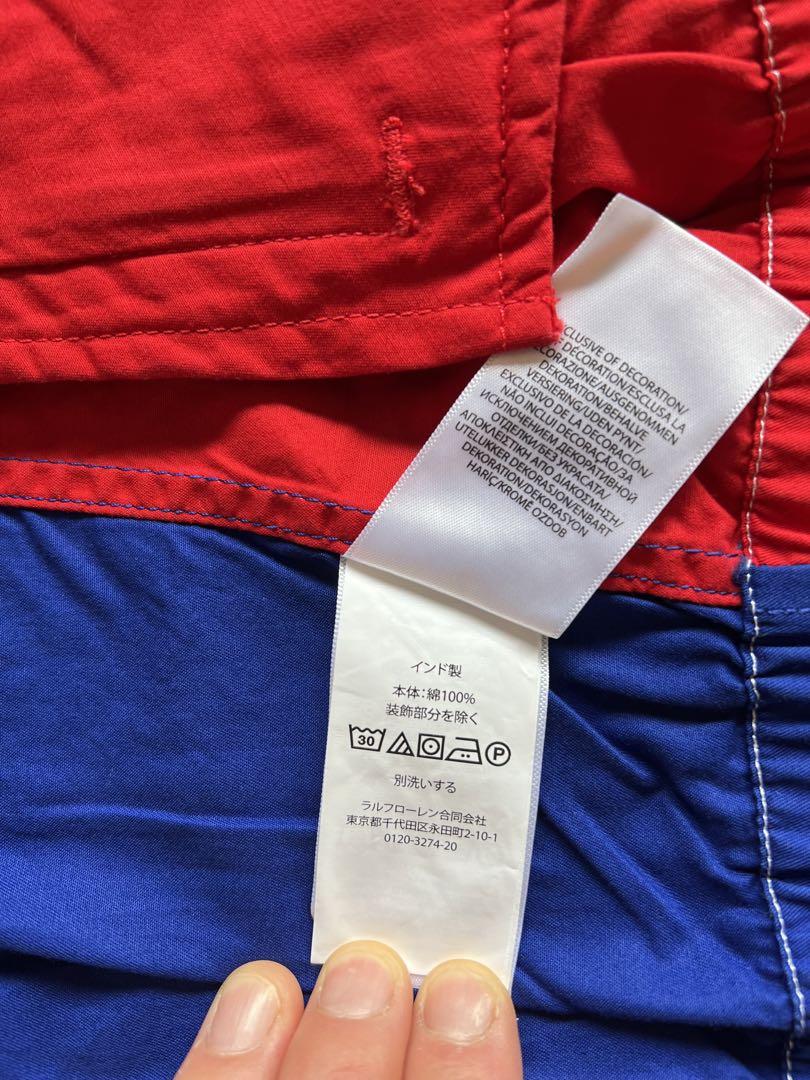 CLUSIVE OF DECORATION/
DECORATION/ESCLUSA LA
CORAZIONE/AUSGENOMMEN
DEKORATION/BEHALVE
VERSIERING/UDEN PYNT/
EXCLUSIVO DE LA DECORACIÓN/
NÃO INCLUI DECORAÇÃO/ЗА
ИСКЛЮЧЕНИЕМ ДЕКОРАТИВНОЙ
ОТДЕЛКИ/БЕЗ УКРАСАТА/
ΑΠΟΚΛΕΙΣΤΙΚΗ ΑΠΟ ΔΙΑΚΟΣΜΗΣΗ/
UTELUKKER DEKORASJON/ENBART
DEKORATION/DEKORASYON
HARİÇ/KROMĚ OZDOB
インド製
本体:綿100%
装飾部分を除く
30 P
別洗いする
ラルフローレン合同会社
東京都千代田区永田町2-10-1
0120-3274-20